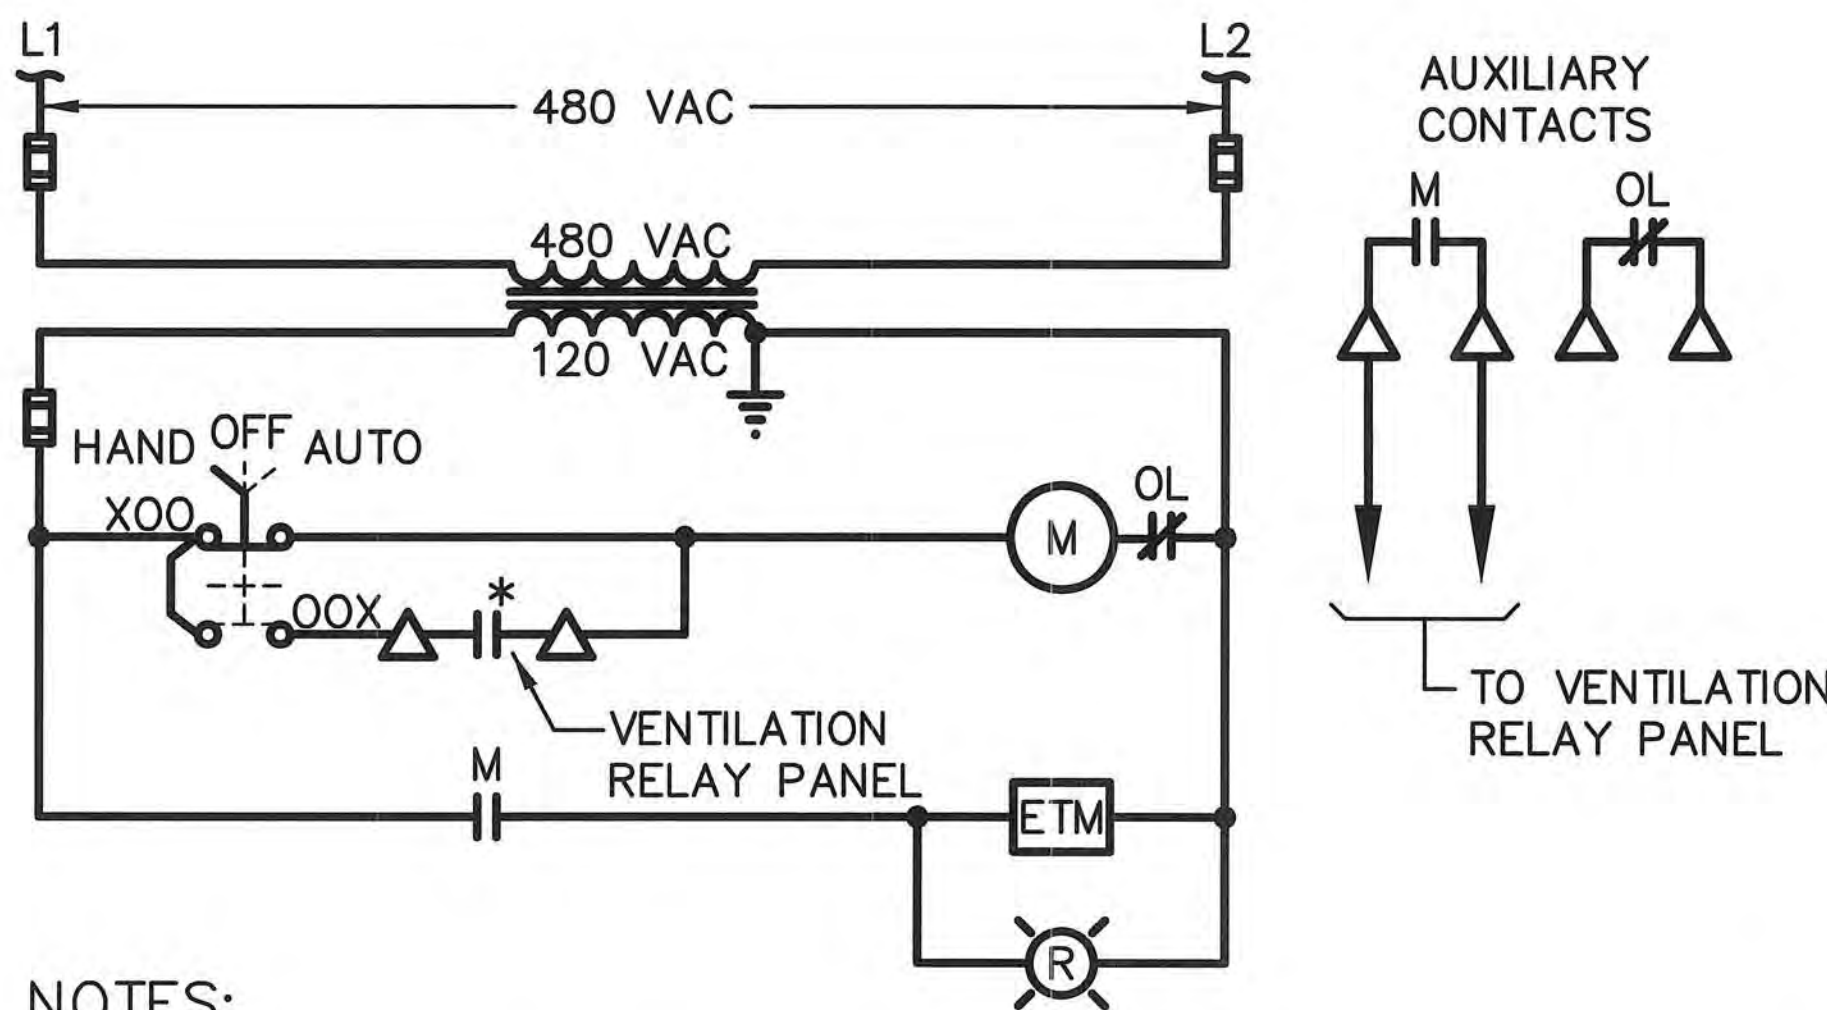 L1
L2
480 VAC
AUXILIARY
CONTACTS
M
OL
480 VAC
120 VAC
HAND OFF AUTO
XOO
M
OL
OOX
*
VENTILATION
RELAY PANEL
TO VENTILATION
RELAY PANEL
M
ETM
R
NOTES: